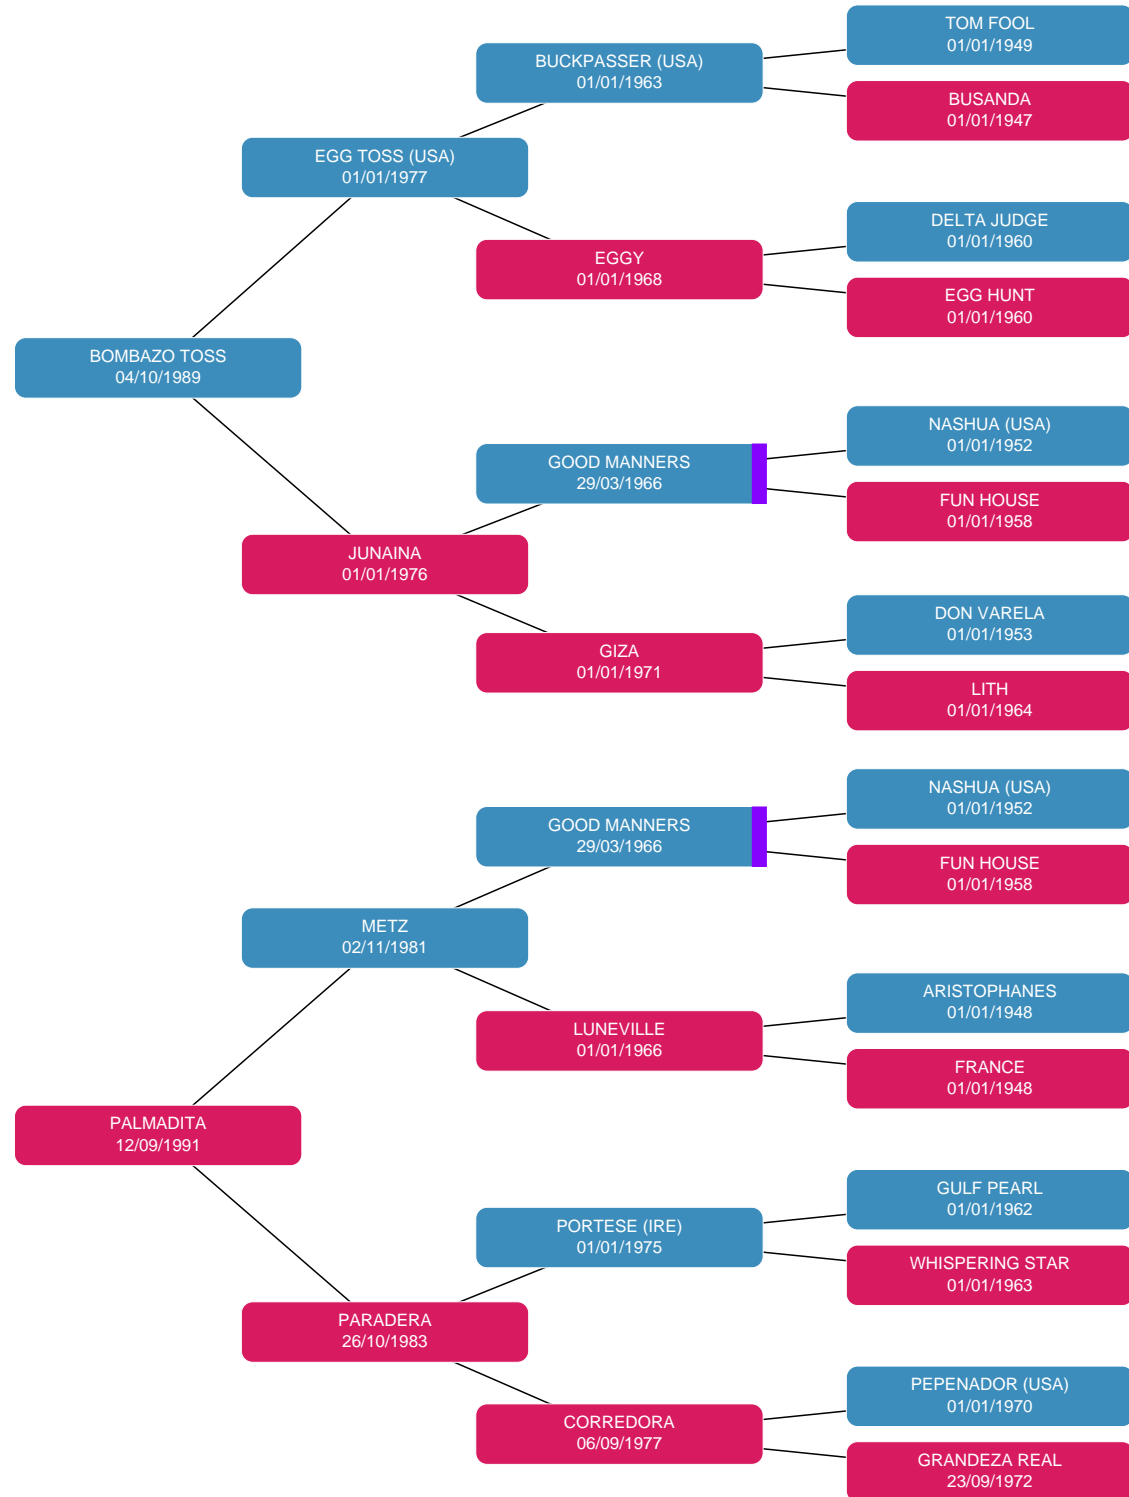 TOM FOOL
01/01/1949
BUCKPASSER (USA)
01/01/1963
BUSANDA
01/01/1947
EGG TOSS (USA)
01/01/1977
DELTA JUDGE
01/01/1960
EGGY
01/01/1968
EGG HUNT
01/01/1960
BOMBAZO TOSS
04/10/1989
NASHUA (USA)
01/01/1952
GOOD MANNERS
29/03/1966
FUN HOUSE
01/01/1958
JUNAINA
01/01/1976
DON VARELA
01/01/1953
GIZA
01/01/1971
LITH
01/01/1964
NASHUA (USA)
01/01/1952
GOOD MANNERS
29/03/1966
FUN HOUSE
01/01/1958
METZ
02/11/1981
ARISTOPHANES
01/01/1948
LUNEVILLE
01/01/1966
FRANCE
01/01/1948
PALMADITA
12/09/1991
GULF PEARL
01/01/1962
PORTESE (IRE)
01/01/1975
WHISPERING STAR
01/01/1963
PARADERA
26/10/1983
PEPENADOR (USA)
01/01/1970
CORREDORA
06/09/1977
GRANDEZA REAL
23/09/1972